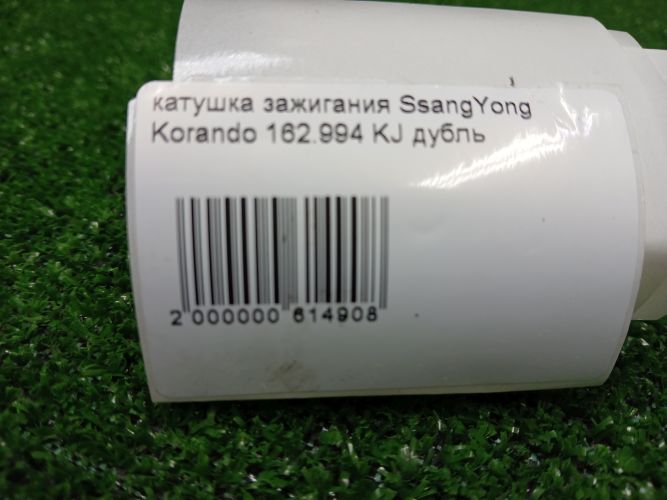 катушка зажигания SsangYong
Korando 162.994 KJ дубль
2 000000 614908